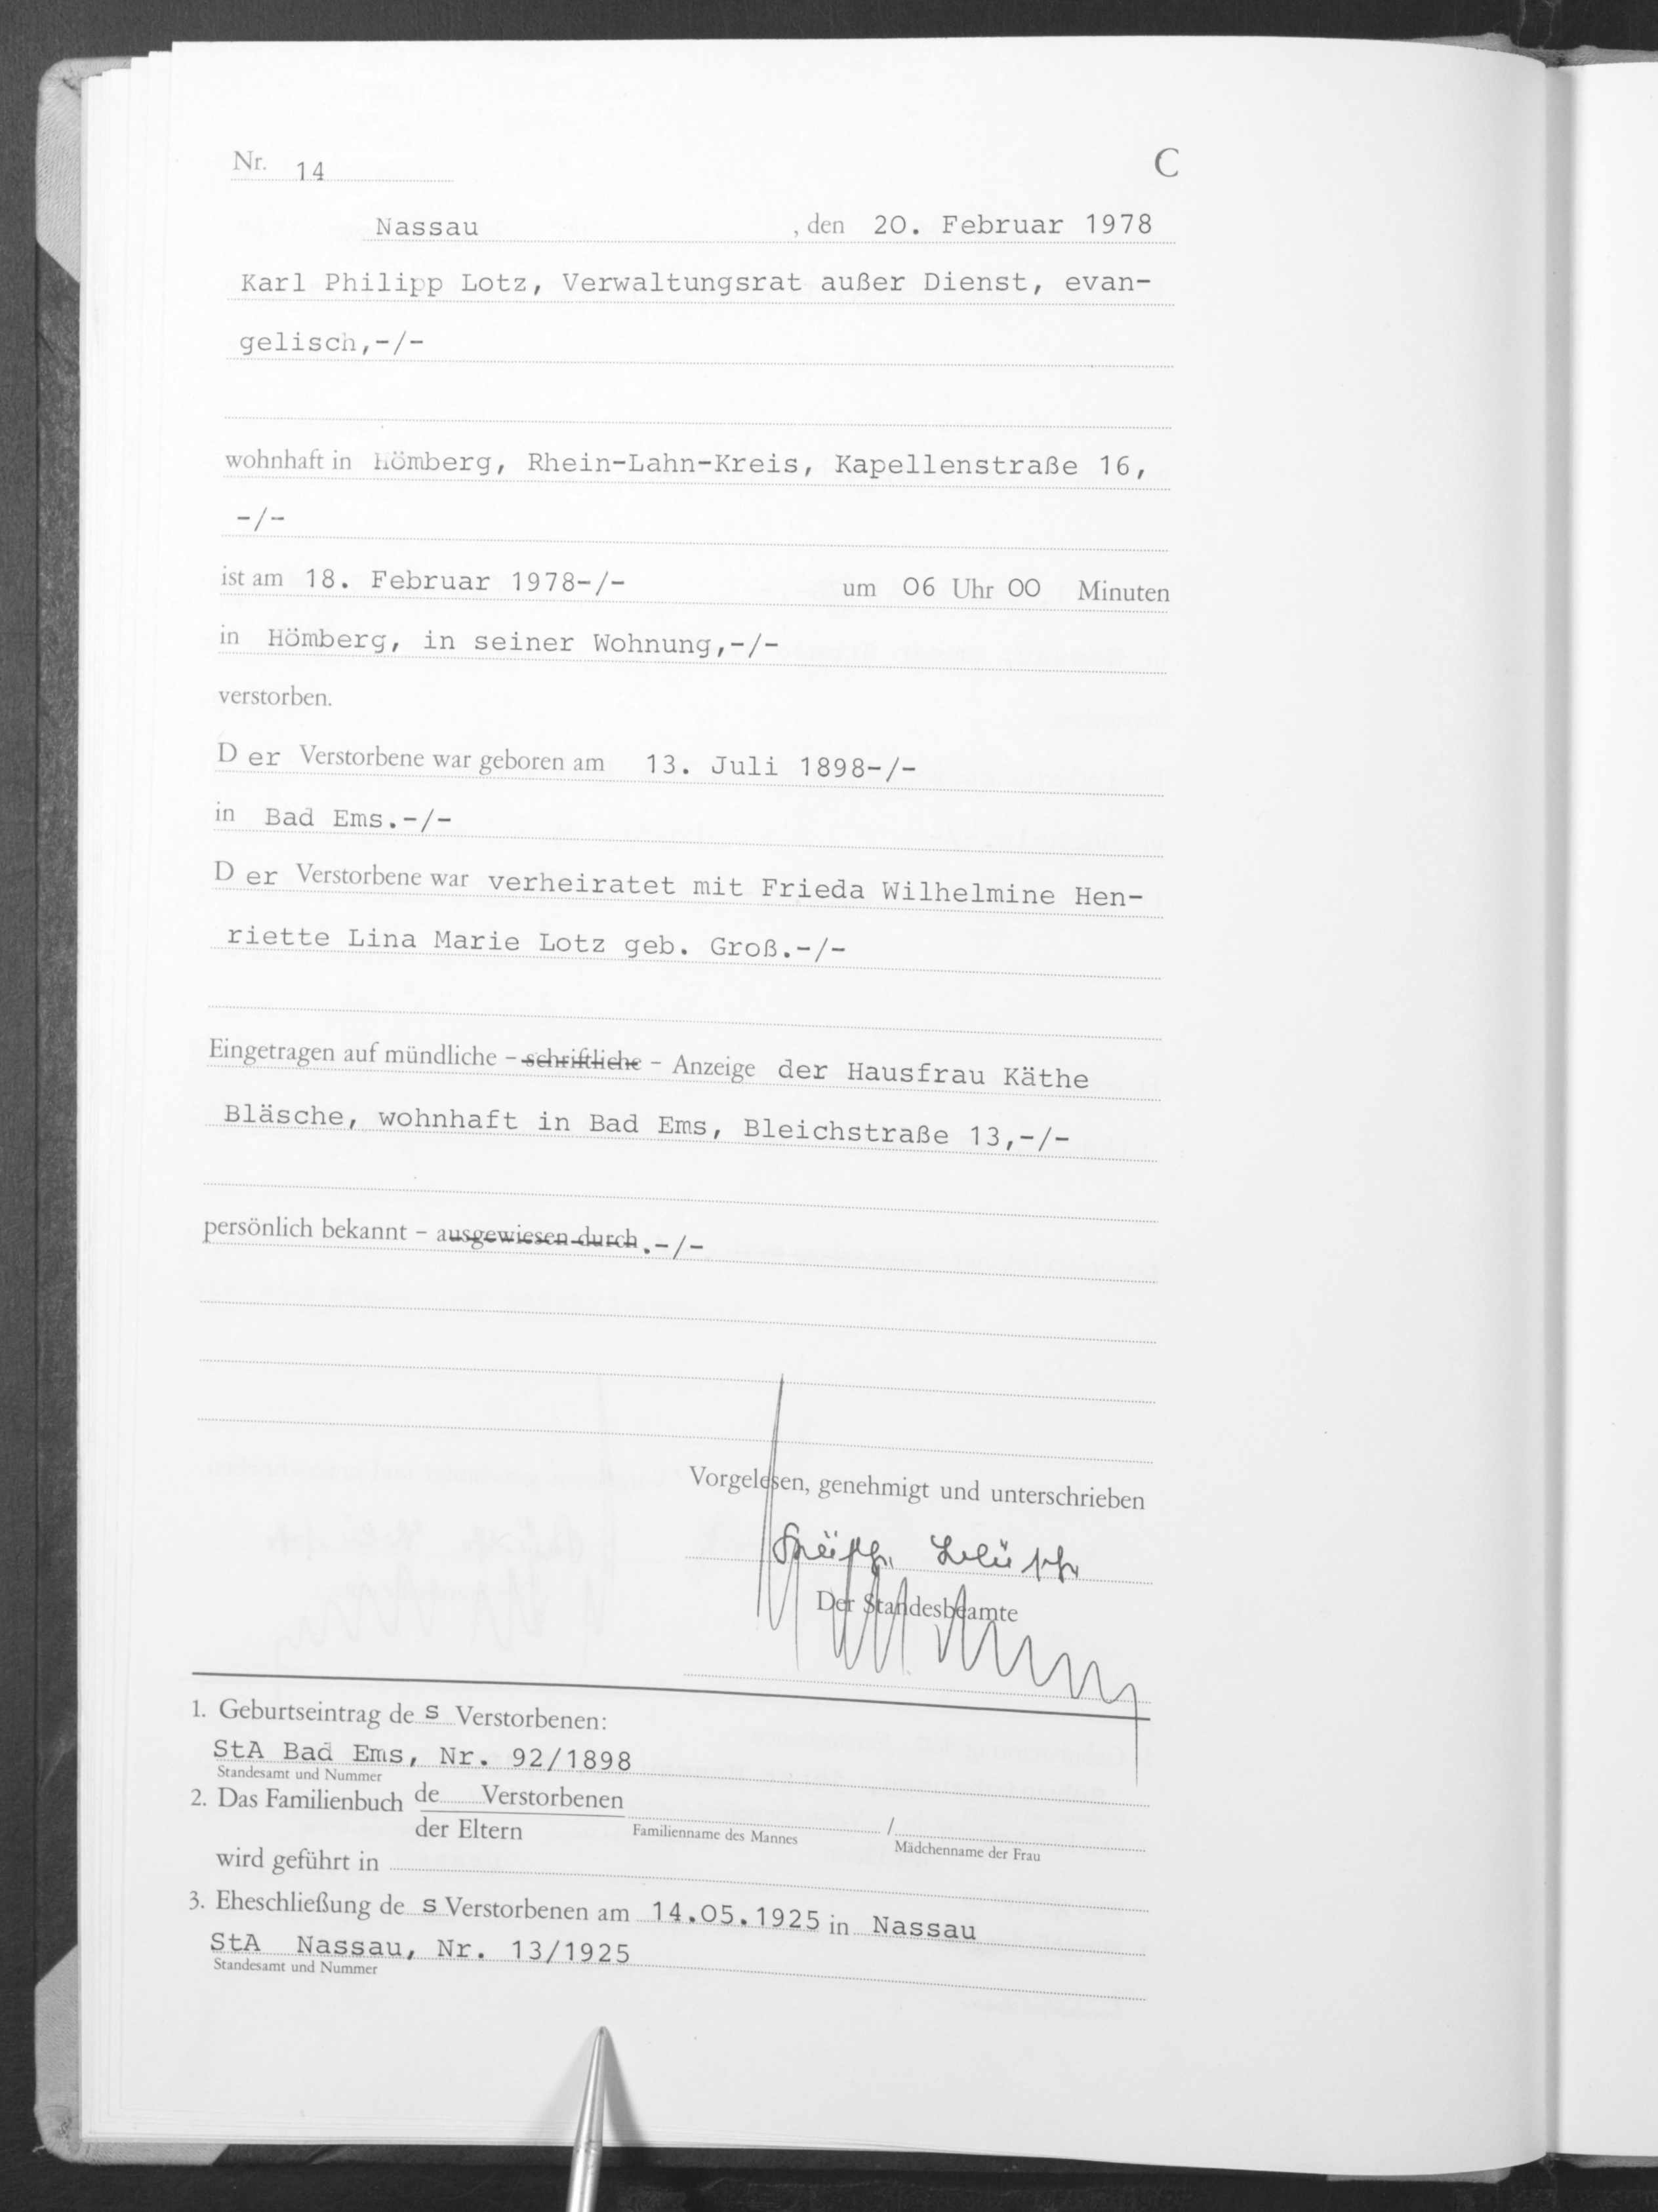 Nr. 14 C
Nassau, den 20. Februar 1978
Karl Philipp Lotz, Verwaltungsrat außer Dienst, evan-
gelisch,-/-
wohnhaft in Hömberg, Rhein-Lahn-Kreis, Kapellenstraße 16,
-/-
ist am 18. Februar 1978-/- um 06 Uhr 00 Minuten
in Hömberg, in seiner Wohnung,-/-
verstorben.
Der Verstorbene war geboren am 13. Juli 1898-/-
in Bad Ems.-/-
Der Verstorbene war verheiratet mit Frieda Wilhelmine Hen-
riette Lina Marie Lotz geb. Groß.-/-
Eingetragen auf mündliche - schriftliche - Anzeige der Hausfrau Käthe
Bläsche, wohnhaft in Bad Ems, Bleichstraße 13,-/-
persönlich bekannt - ausgewiesen durch.-/-
Vorgelesen, genehmigt und unterschrieben
Der Standesbeamte
1. Geburtseintrag des Verstorbenen:
StA Bad Ems, Nr. 92/1898
Standesamt und Nummer
2. Das Familienbuch de Verstorbenen
der Eltern Familienname des Mannes / Mädchenname der Frau
wird geführt in
3. Eheschließung des Verstorbenen am 14.05.1925 in Nassau
StA Nassau, Nr. 13/1925
Standesamt und Nummer